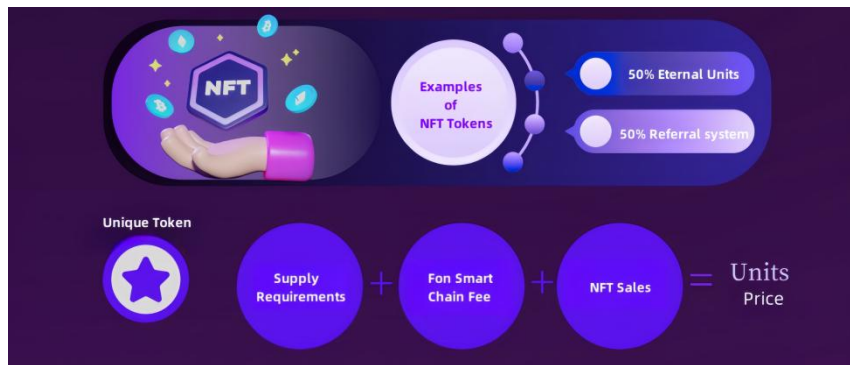 NFT
Examples
of
NFT Tokens
50% Eternal Units
50% Referral system
Unique Token
Supply
Requirements
+
Fon Smart
Chain Fee
+
NFT Sales
=
Units
Price